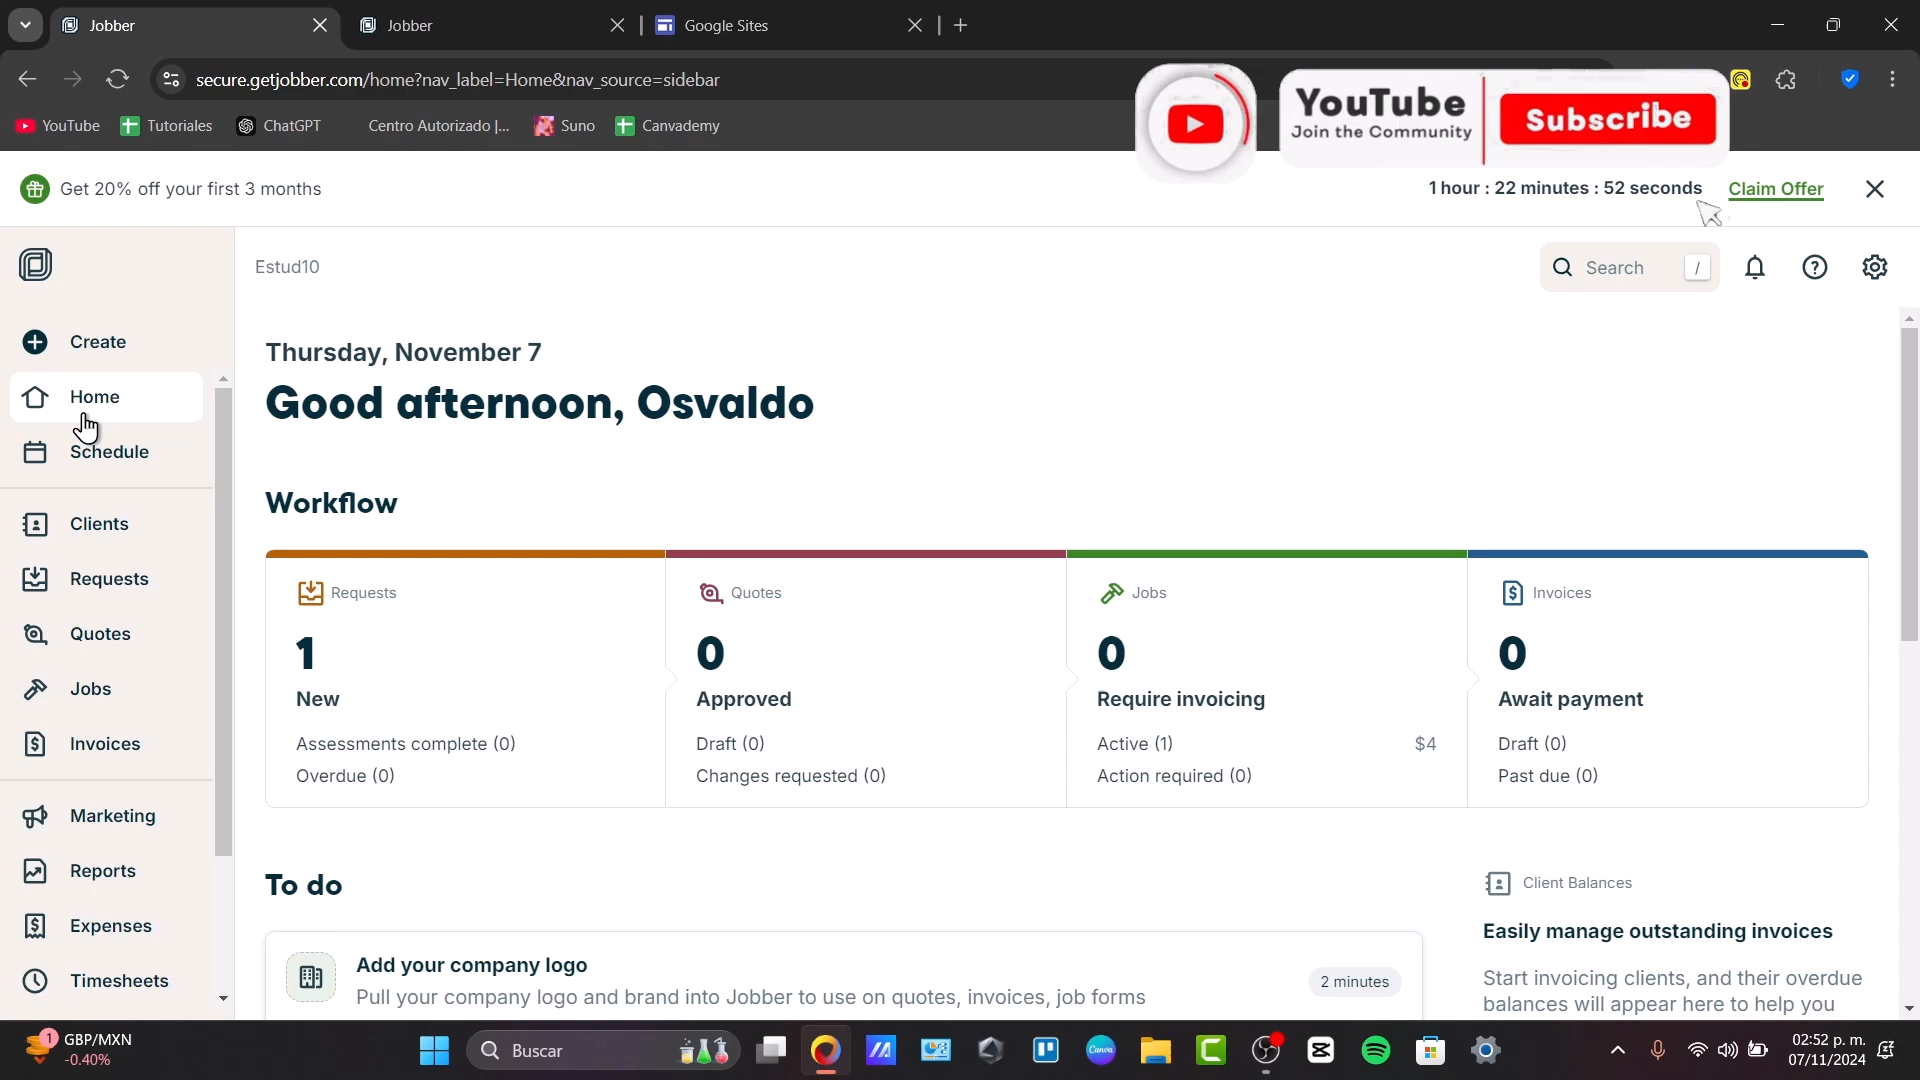 Jobber
Jobber
Google Sites
secure.getjobber.com/home?nav_label=Home&nav_source=sidebar
YouTube
Tutoriales
ChatGPT
Centro Autorizado |...
Suno
Canvademy
YouTube
Join the Community
Subscribe
Get 20% off your first 3 months
1 hour : 22 minutes : 52 seconds
Claim Offer
Estud10
Search /
Create
Home
Schedule
Clients
Requests
Quotes
Jobs
Invoices
Marketing
Reports
Expenses
Timesheets
Thursday, November 7
Good afternoon, Osvaldo
Workflow
Requests
1
New
Assessments complete (0)
Overdue (0)
Quotes
0
Approved
Draft (0)
Changes requested (0)
Jobs
0
Require invoicing
Active (1) $4
Action required (0)
Invoices
0
Await payment
Draft (0)
Past due (0)
To do
Add your company logo
Pull your company logo and brand into Jobber to use on quotes, invoices, job forms
2 minutes
Client Balances
Easily manage outstanding invoices
Start invoicing clients, and their overdue
balances will appear here to help you
1
GBP/MXN
-0.40%
Buscar
Canva
02:52 p. m.
07/11/2024